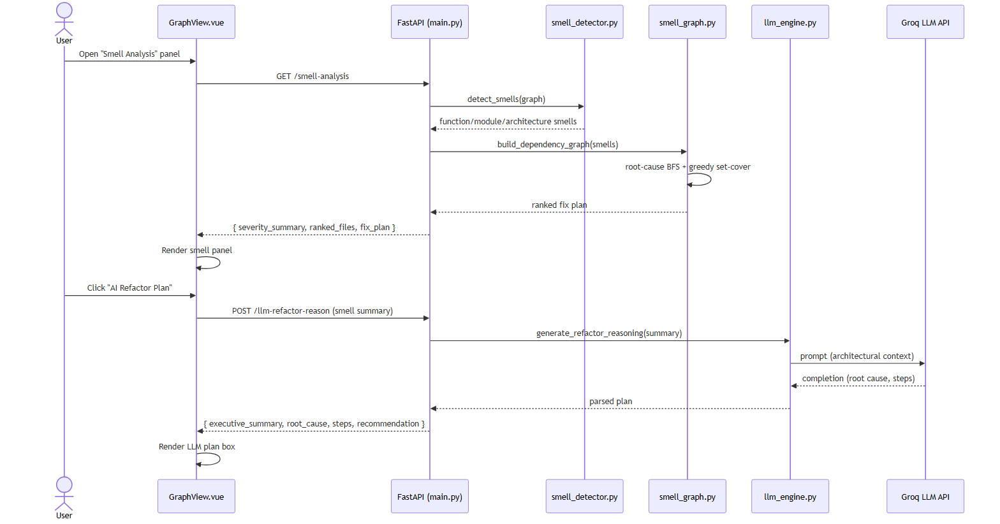 User
GraphView.vue
FastAPI (main.py)
smell_detector.py
smell_graph.py
llm_engine.py
Groq LLM API
Open "Smell Analysis" panel
GET /smell-analysis
detect_smells(graph)
function/module/architecture smells
build_dependency_graph(smells)
root-cause BFS + greedy set-cover
ranked fix plan
{ severity_summary, ranked_files, fix_plan }
Render smell panel
Click "AI Refactor Plan"
POST /llm-refactor-reason (smell summary)
generate_refactor_reasoning(summary)
prompt (architectural context)
completion (root cause, steps)
parsed plan
{ executive_summary, root_cause, steps, recommendation }
Render LLM plan box
User
GraphView.vue
FastAPI (main.py)
smell_detector.py
smell_graph.py
llm_engine.py
Groq LLM API